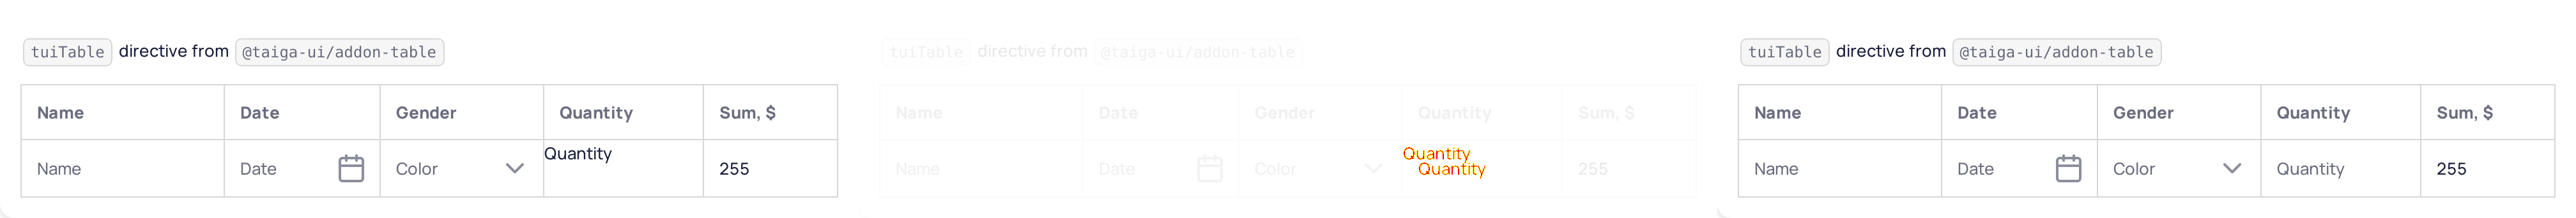 tuiTable directive from @taiga-ui/addon-table
Name Date Gender Quantity Sum, $
Quantity
Name Date Color 255
tuiTable directive from @taiga-ui/addon-table
Name Date Gender Quantity Sum, $
Quantity
Name Date Color Quantity 255
tuiTable directive from @taiga-ui/addon-table
Name Date Gender Quantity Sum, $
Name Date Color Quantity 255